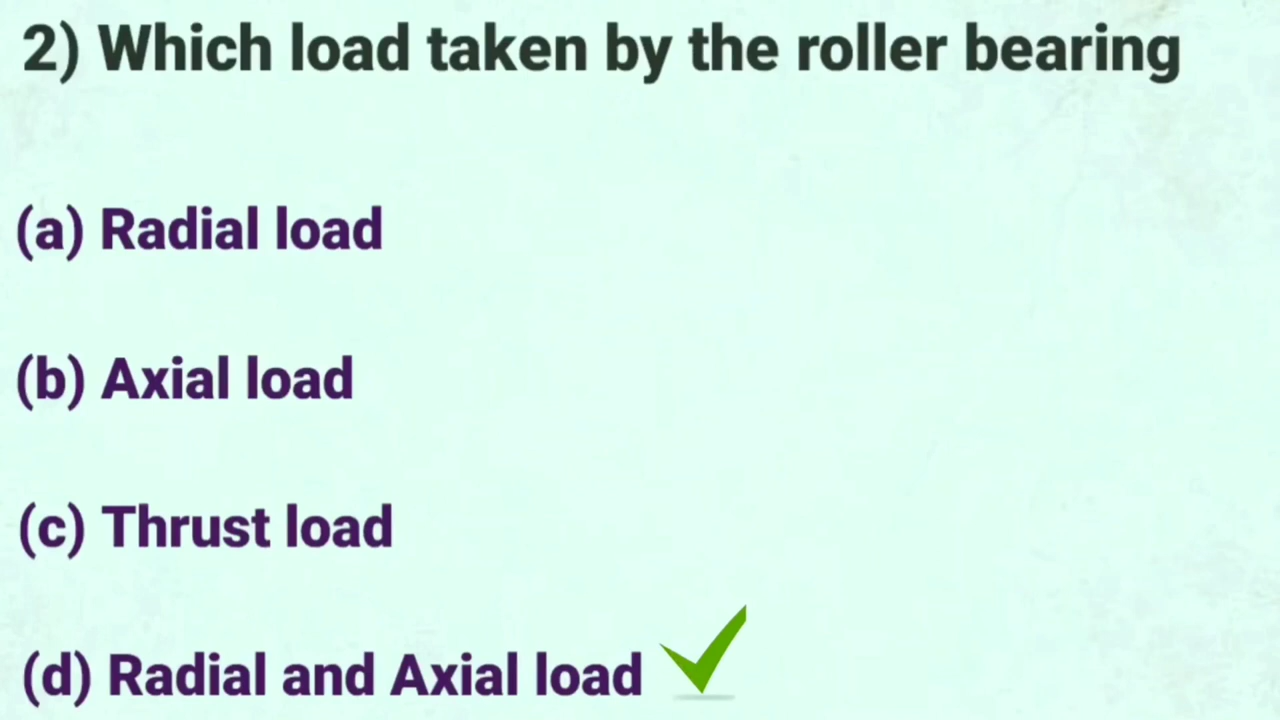 2) Which load taken by the roller bearing
(a) Radial load
(b) Axial load
(c) Thrust load
(d) Radial and Axial load